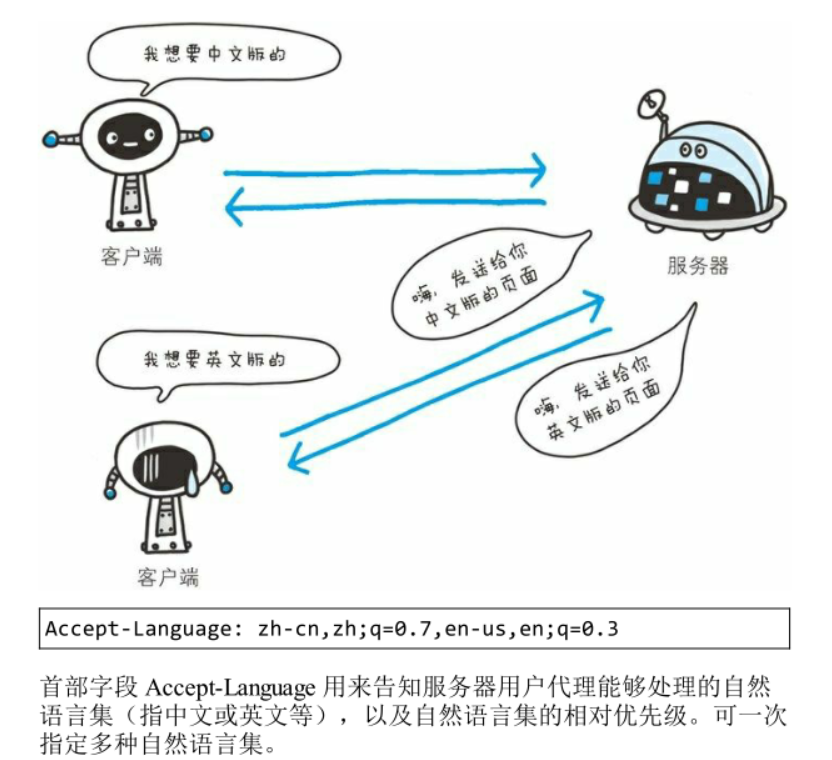 我想要中文版的
客户端
服务器
嗨，发送给你
中文版的页面
我想要英文版的
嗨，发送给你
英文版的页面
客户端
Accept-Language: zh-cn,zh;q=0.7,en-us,en;q=0.3
首部字段 Accept-Language 用来告知服务器用户代理能够处理的自然
语言集（指中文或英文等），以及自然语言集的相对优先级。可一次
指定多种自然语言集。